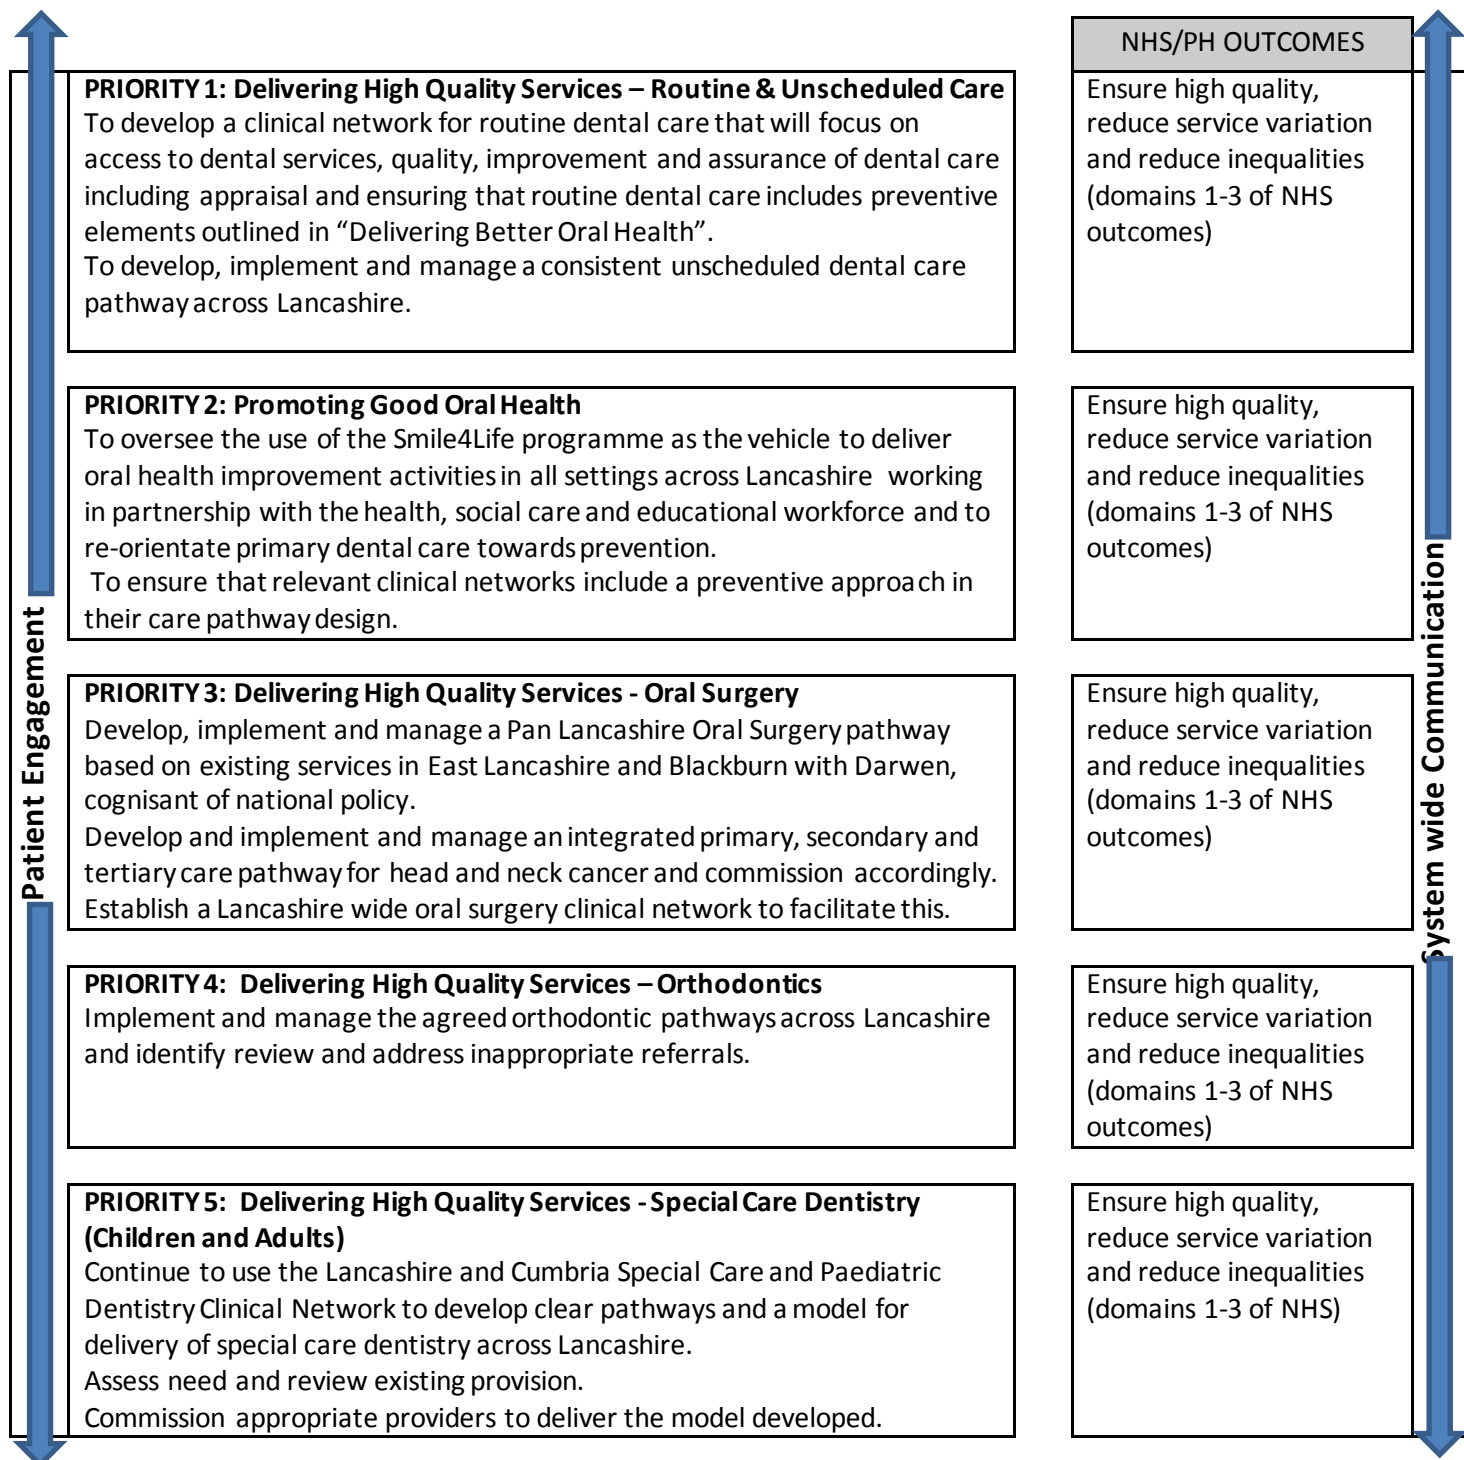 NHS/PH OUTCOMES
PRIORITY 1: Delivering High Quality Services – Routine & Unscheduled Care
To develop a clinical network for routine dental care that will focus on
access to dental services, quality, improvement and assurance of dental care
including appraisal and ensuring that routine dental care includes preventive
elements outlined in “Delivering Better Oral Health”.
To develop, implement and manage a consistent unscheduled dental care
pathway across Lancashire.
Ensure high quality,
reduce service variation
and reduce inequalities
(domains 1-3 of NHS
outcomes)
PRIORITY 2: Promoting Good Oral Health
To oversee the use of the Smile4Life programme as the vehicle to deliver
oral health improvement activities in all settings across Lancashire working
in partnership with the health, social care and educational workforce and to
re-orientate primary dental care towards prevention.
To ensure that relevant clinical networks include a preventive approach in
their care pathway design.
Ensure high quality,
reduce service variation
and reduce inequalities
(domains 1-3 of NHS
outcomes)
PRIORITY 3: Delivering High Quality Services - Oral Surgery
Develop, implement and manage a Pan Lancashire Oral Surgery pathway
based on existing services in East Lancashire and Blackburn with Darwen,
cognisant of national policy.
Develop and implement and manage an integrated primary, secondary and
tertiary care pathway for head and neck cancer and commission accordingly.
Establish a Lancashire wide oral surgery clinical network to facilitate this.
Ensure high quality,
reduce service variation
and reduce inequalities
(domains 1-3 of NHS
outcomes)
PRIORITY 4: Delivering High Quality Services – Orthodontics
Implement and manage the agreed orthodontic pathways across Lancashire
and identify review and address inappropriate referrals.
Ensure high quality,
reduce service variation
and reduce inequalities
(domains 1-3 of NHS
outcomes)
PRIORITY 5: Delivering High Quality Services - Special Care Dentistry
(Children and Adults)
Continue to use the Lancashire and Cumbria Special Care and Paediatric
Dentistry Clinical Network to develop clear pathways and a model for
delivery of special care dentistry across Lancashire.
Assess need and review existing provision.
Commission appropriate providers to deliver the model developed.
Ensure high quality,
reduce service variation
and reduce inequalities
(domains 1-3 of NHS)
Patient Engagement
System wide Communication